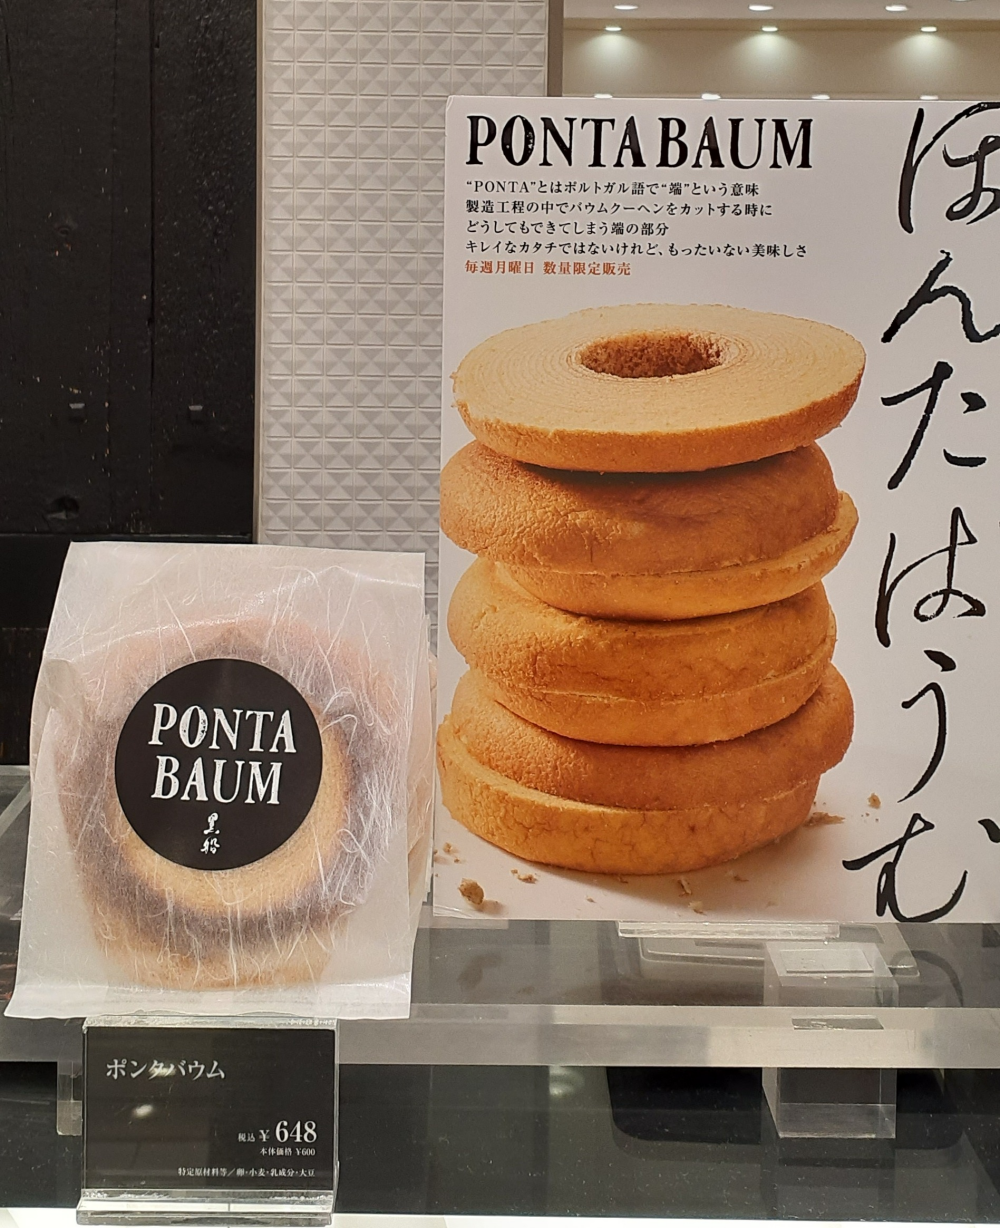 PONTA BAUM
“PONTA”とはポルトガル語で“端”という意味
製造工程の中でバウムクーヘンをカットする時に
どうしてもできてしまう端の部分
キレイなカタチではないけれど、もったいない美味しさ
毎週月曜日 数量限定販売
ぽんたばうむ
PONTA
BAUM
黒船
ポンタバウム
税込 ¥648
本体価格 ¥600
特定原材料等／卵・小麦・乳成分・大豆